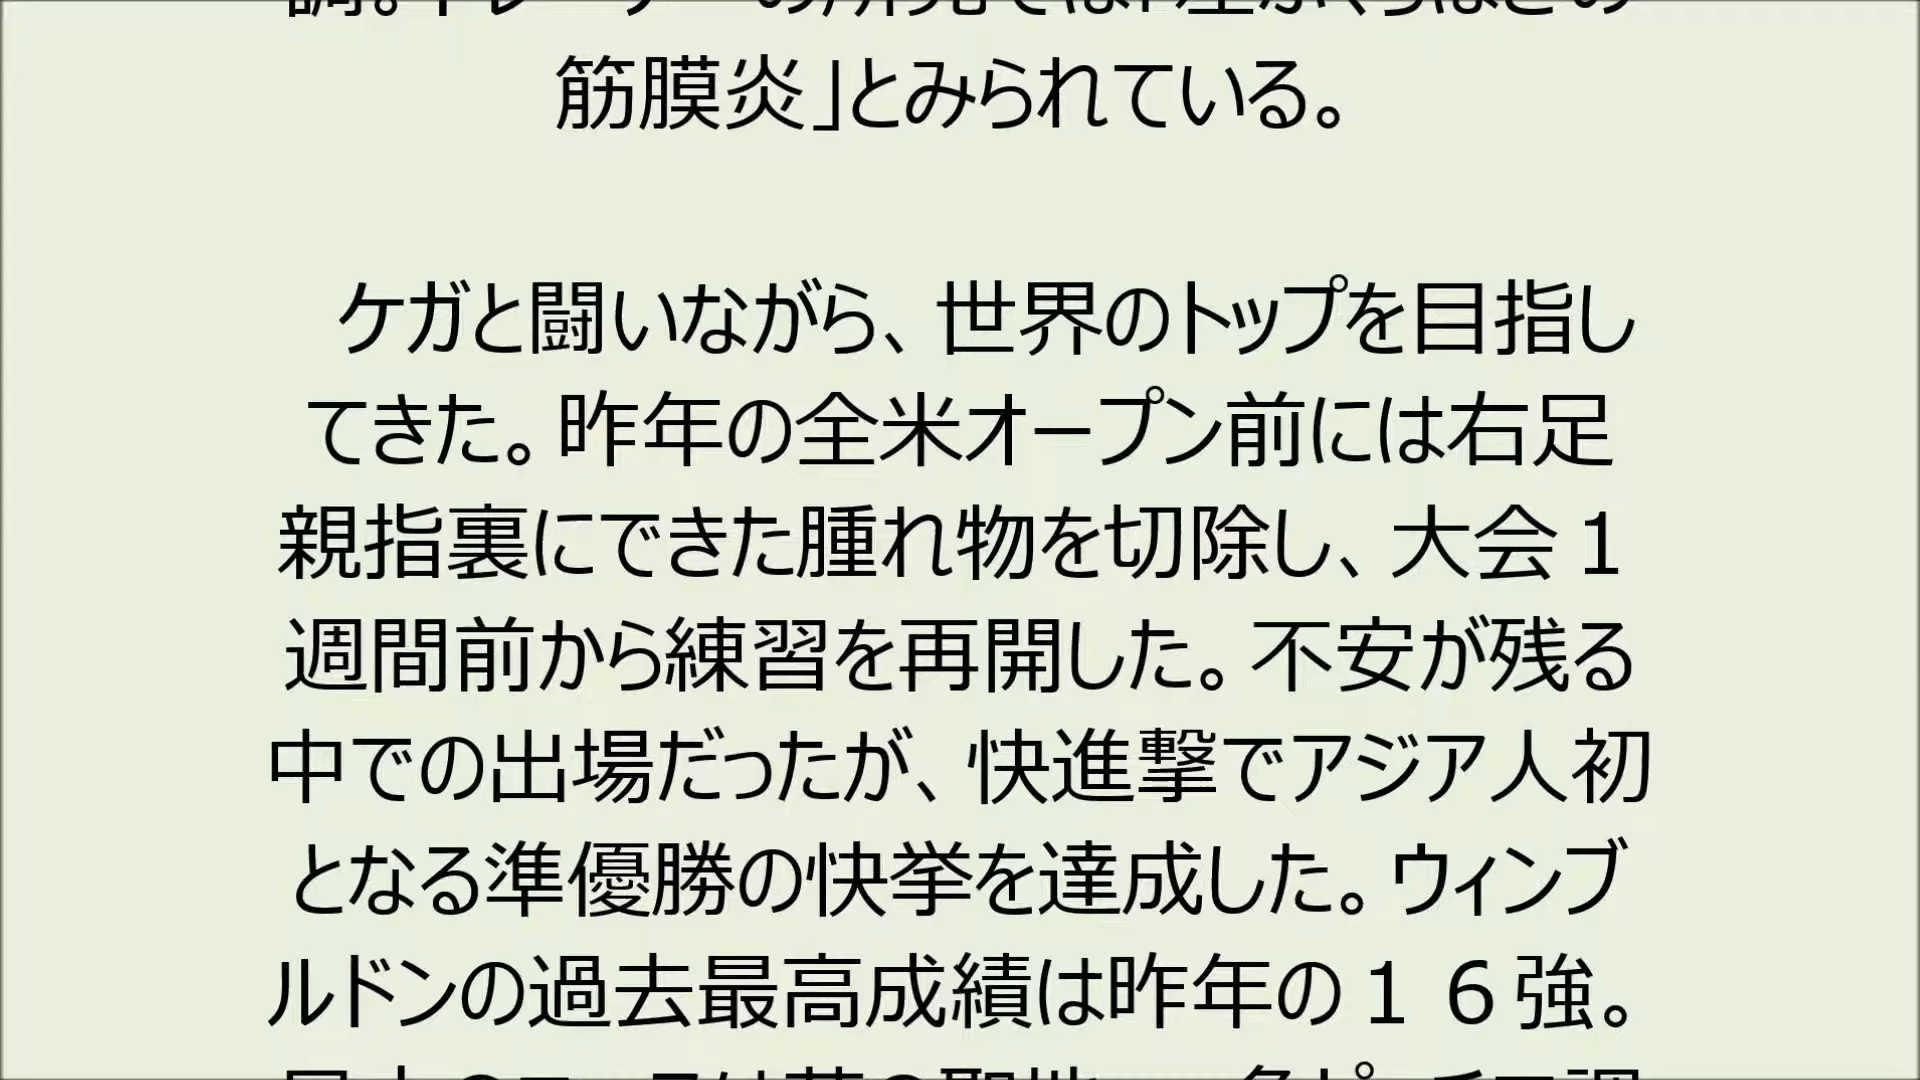 筋膜炎」とみられている。
ケガと闘いながら、世界のトップを目指し
てきた。昨年の全米オープン前には右足
親指裏にできた腫れ物を切除し、大会１
週間前から練習を再開した。不安が残る
中での出場だったが、快進撃でアジア人初
となる準優勝の快挙を達成した。ウィンブ
ルドンの過去最高成績は昨年の１６強。